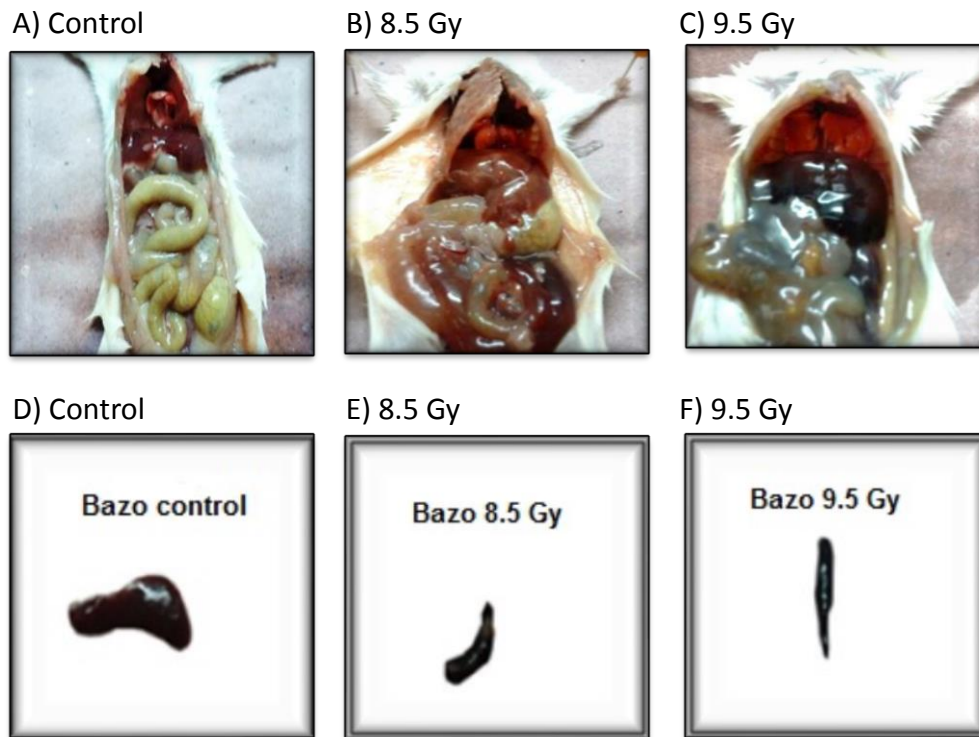 A) Control
B) 8.5 Gy
C) 9.5 Gy
D) Control
E) 8.5 Gy
F) 9.5 Gy
Bazo control
Bazo 8.5 Gy
Bazo 9.5 Gy